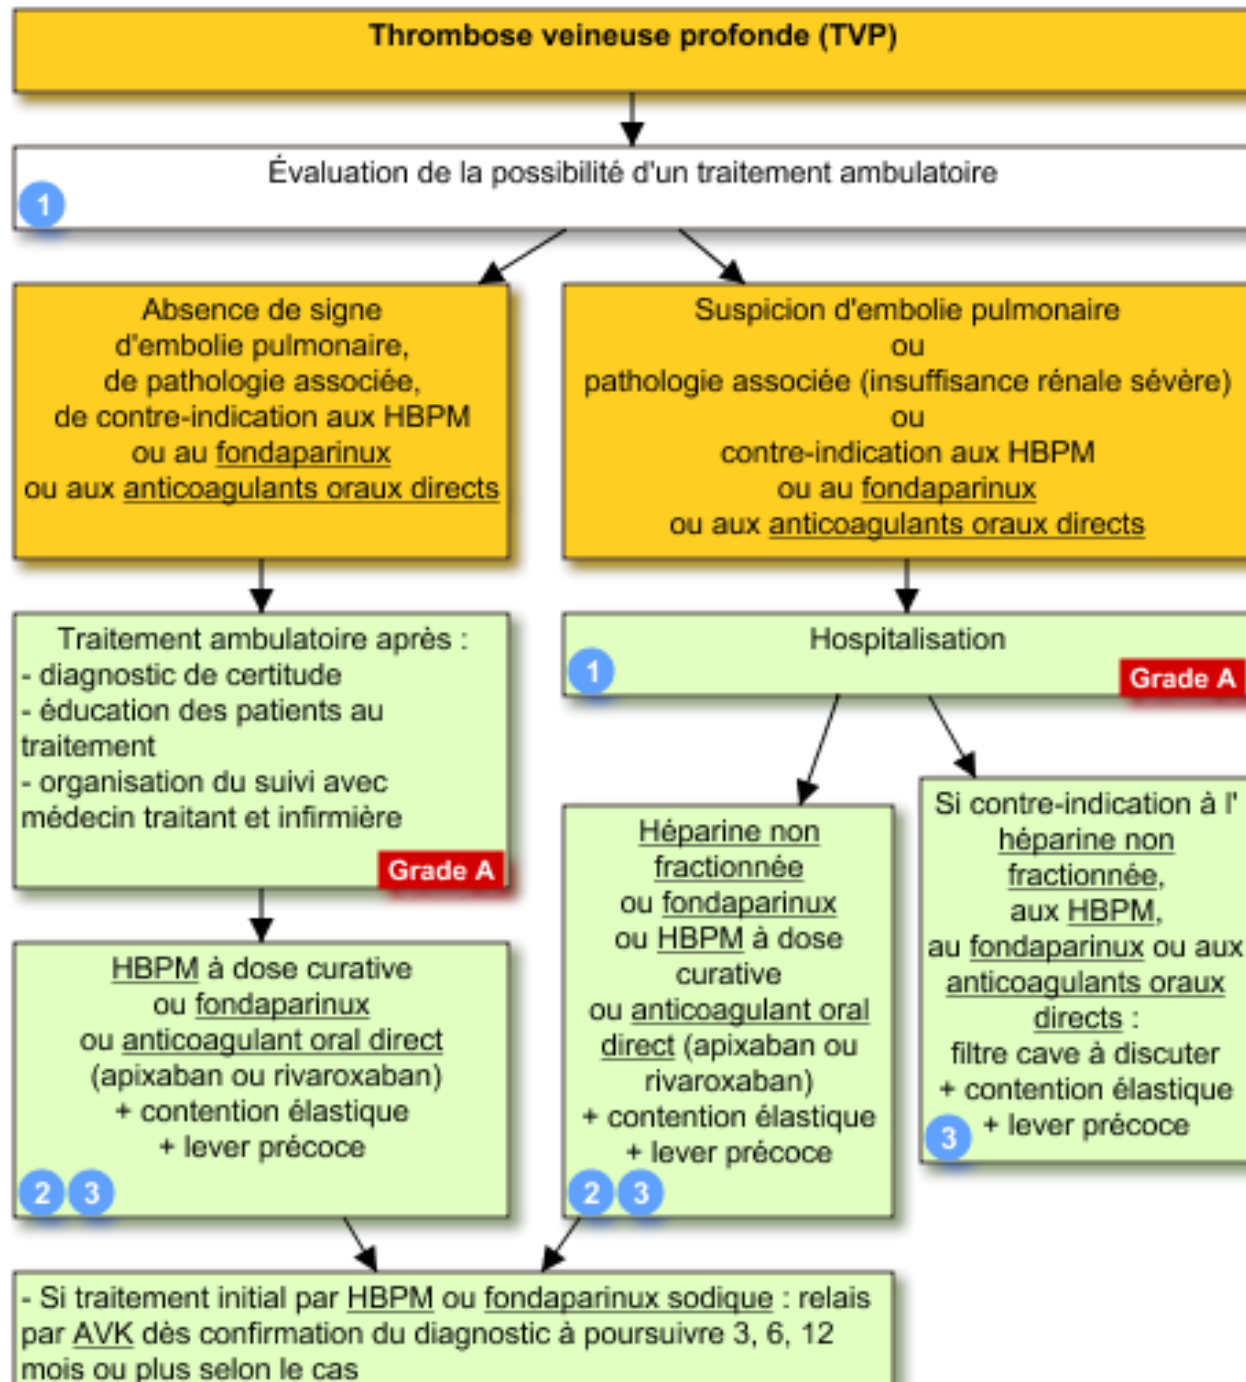 Thrombose veineuse profonde (TVP)
Évaluation de la possibilité d'un traitement ambulatoire
1
Absence de signe
d'embolie pulmonaire,
de pathologie associée,
de contre-indication aux HBPM
ou au fondaparinux
ou aux anticoagulants oraux directs
Suspicion d'embolie pulmonaire
ou
pathologie associée (insuffisance rénale sévère)
ou
contre-indication aux HBPM
ou au fondaparinux
ou aux anticoagulants oraux directs
Traitement ambulatoire après :
- diagnostic de certitude
- éducation des patients au
traitement
- organisation du suivi avec
médecin traitant et infirmière
Grade A
Hospitalisation
1
Grade A
HBPM à dose curative
ou fondaparinux
ou anticoagulant oral direct
(apixaban ou rivaroxaban)
+ contention élastique
+ lever précoce
2 3
Héparine non
fractionnée
ou fondaparinux
ou HBPM à dose
curative
ou anticoagulant oral
direct (apixaban ou
rivaroxaban)
+ contention élastique
+ lever précoce
2 3
Si contre-indication à l'
héparine non
fractionnée,
aux HBPM,
au fondaparinux ou aux
anticoagulants oraux
directs :
filtre cave à discuter
+ contention élastique
+ lever précoce
3
- Si traitement initial par HBPM ou fondaparinux sodique : relais
par AVK dès confirmation du diagnostic à poursuivre 3, 6, 12
mois ou plus selon le cas